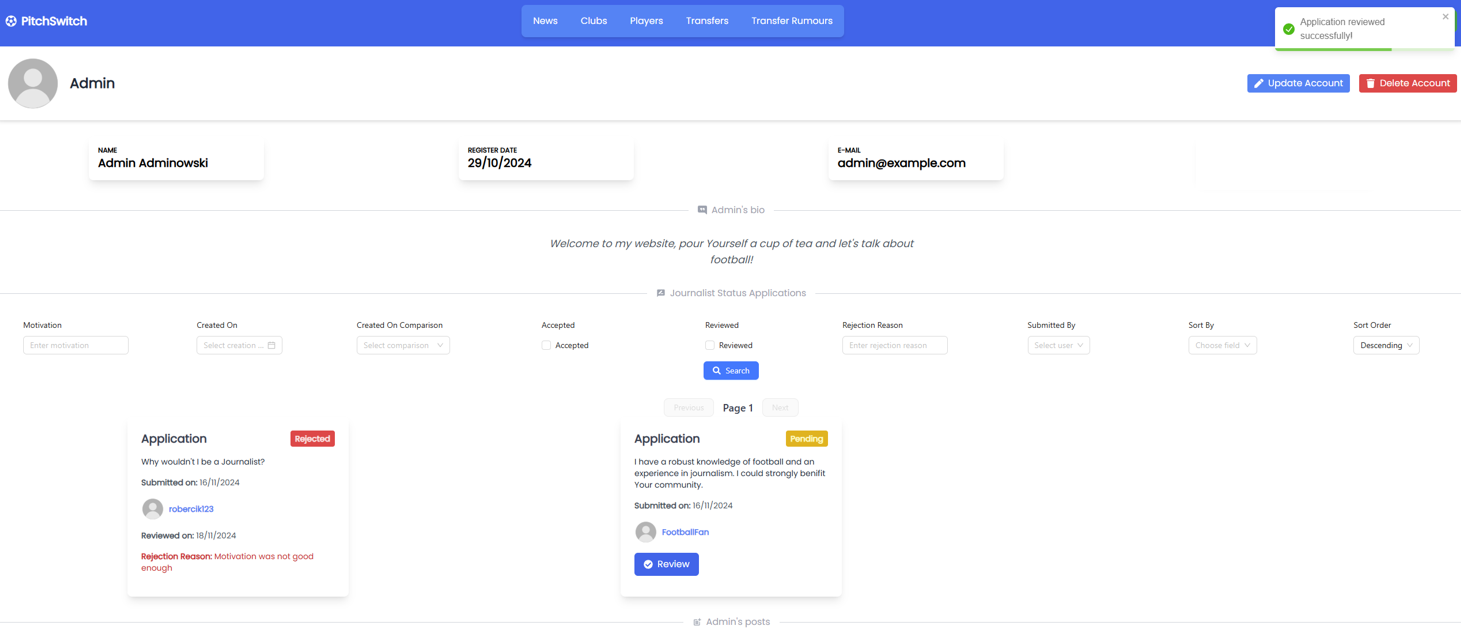 PitchSwitch
News Clubs Players Transfers Transfer Rumours
Application reviewed
successfully!
Admin
Update Account Delete Account
NAME
Admin Adminowski
REGISTER DATE
29/10/2024
E-MAIL
admin@example.com
Admin's bio
Welcome to my website, pour Yourself a cup of tea and let's talk about
football!
Journalist Status Applications
Motivation Created On Created On Comparison Accepted Reviewed Rejection Reason Submitted By Sort By Sort Order
Enter motivation Select creation ... Select comparison Accepted Reviewed Enter rejection reason Select user Choose field Descending
Search
Previous Page 1 Next
Application Rejected
Why wouldn't I be a Journalist?
Submitted on: 16/11/2024
robercik123
Reviewed on: 18/11/2024
Rejection Reason: Motivation was not good
enough
Application Pending
I have a robust knowledge of football and an
experience in journalism. I could strongly benifit
Your community.
Submitted on: 16/11/2024
FootballFan
Review
Admin's posts